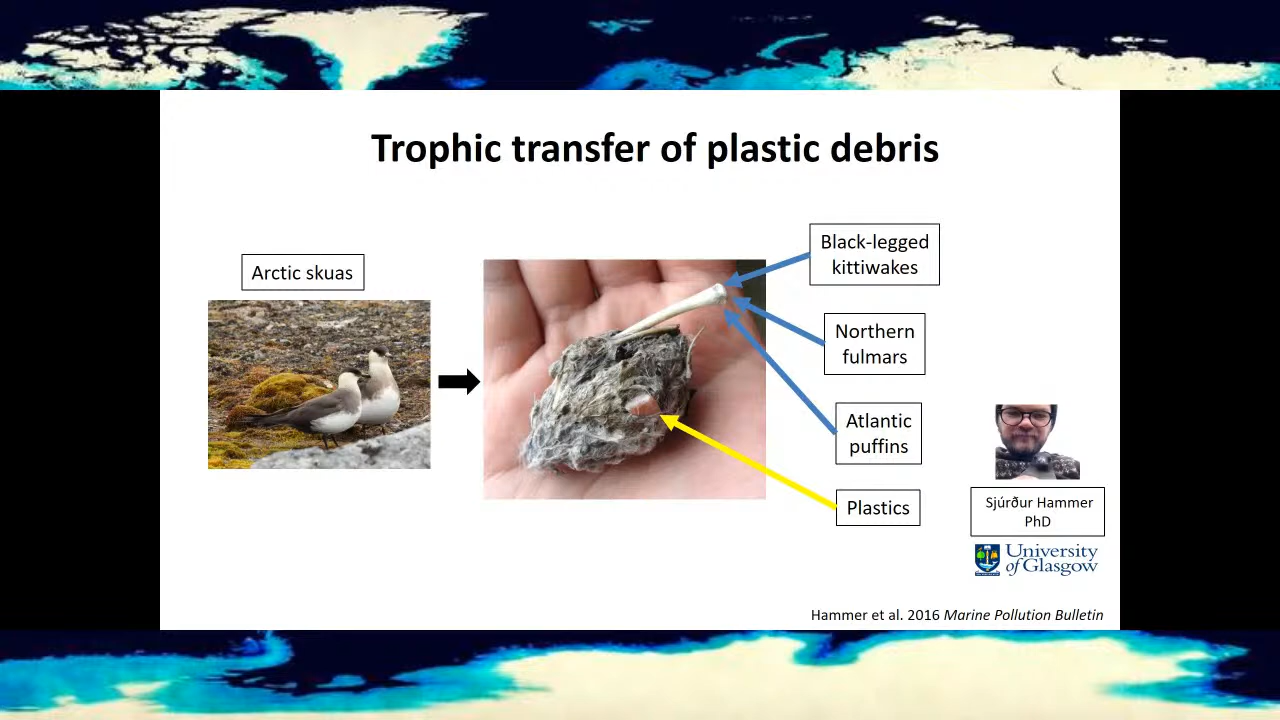 Trophic transfer of plastic debris
Arctic skuas
Black-legged
kittiwakes
Northern
fulmars
Atlantic
puffins
Plastics
Sjúrður Hammer
PhD
University
of Glasgow
Hammer et al. 2016 Marine Pollution Bulletin